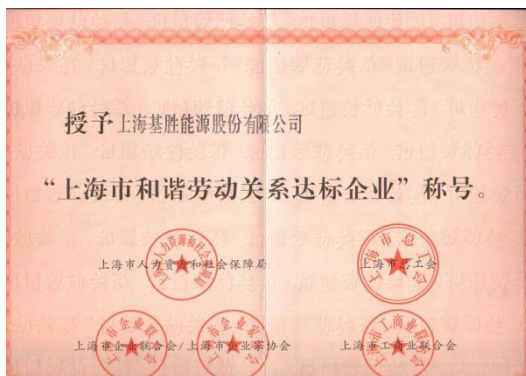 授予上海基胜能源股份有限公司
“上海市和谐劳动关系达标企业”称号。
上海市人力资源和社会保障局
上海市总工会
上海市企业联合会/上海市企业家协会
上海市工商业联合会